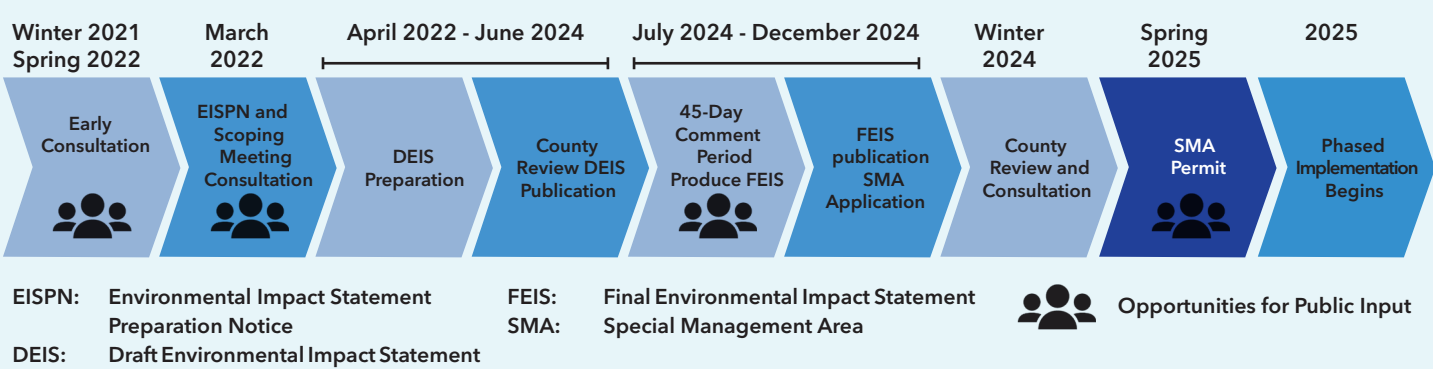 Winter 2021
Spring 2022
March
2022
April 2022 - June 2024
July 2024 - December 2024
Winter
2024
Spring
2025
2025
Early
Consultation
EISPN and
Scoping
Meeting
Consultation
DEIS
Preparation
County
Review DEIS
Publication
45-Day
Comment
Period
Produce FEIS
FEIS
publication
SMA
Application
County
Review and
Consultation
SMA
Permit
Phased
Implementation
Begins
EISPN: Environmental Impact Statement
Preparation Notice
DEIS: Draft Environmental Impact Statement
FEIS: Final Environmental Impact Statement
SMA: Special Management Area
Opportunities for Public Input